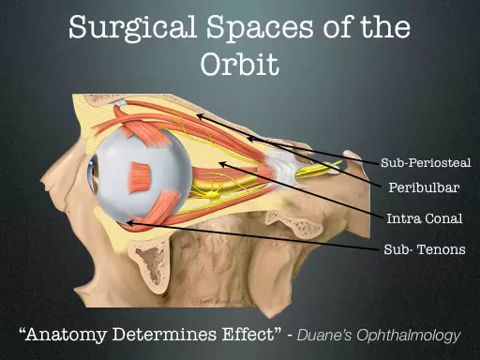 Surgical Spaces of the
Orbit
Sub-Periosteal
Peribulbar
Intra Conal
Sub- Tenons
“Anatomy Determines Effect” - Duane's Ophthalmology